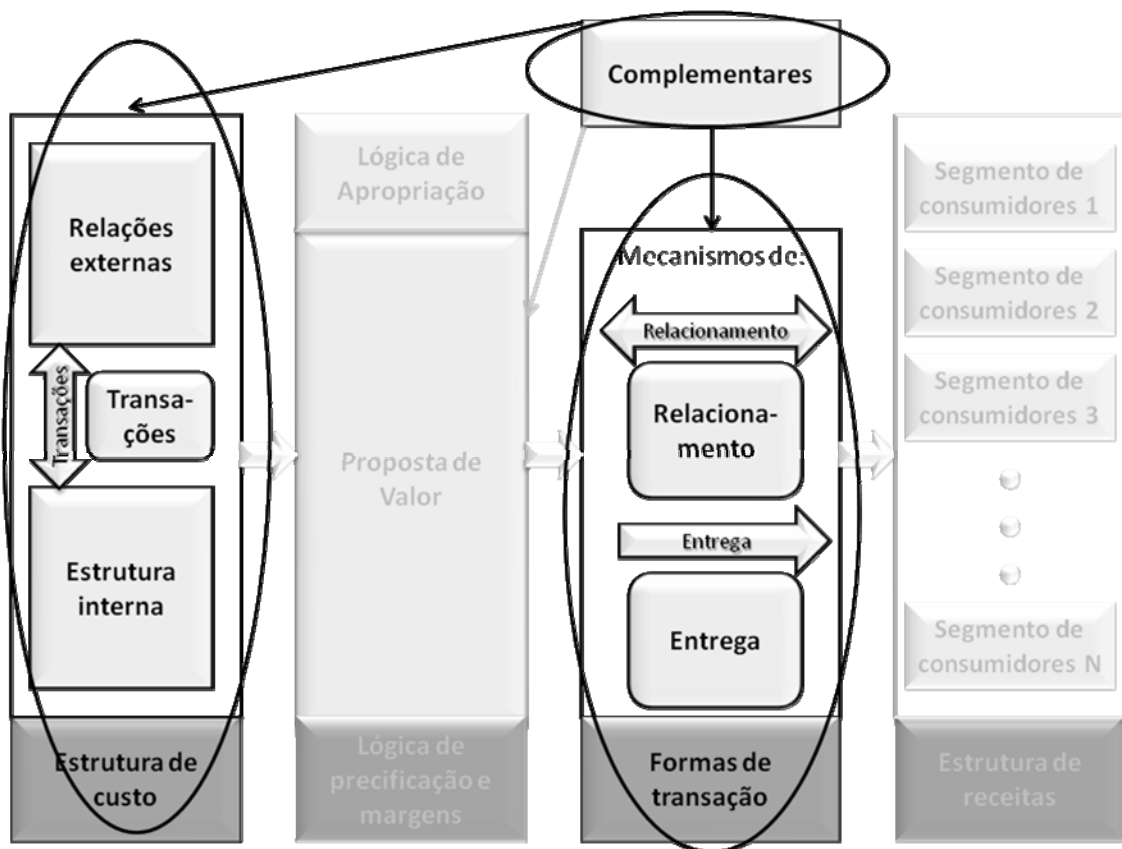 Complementares
Relações
externas
Transações
Transa-
ções
Estrutura
interna
Estrutura de
custo
Lógica de
Apropriação
Proposta de
Valor
Lógica de
precificação e
margens
Mecanismos de:
Relacionamento
Relaciona-
mento
Entrega
Entrega
Formas de
transação
Segmento de
consumidores 1
Segmento de
consumidores 2
Segmento de
consumidores 3
Segmento de
consumidores N
Estrutura de
receitas